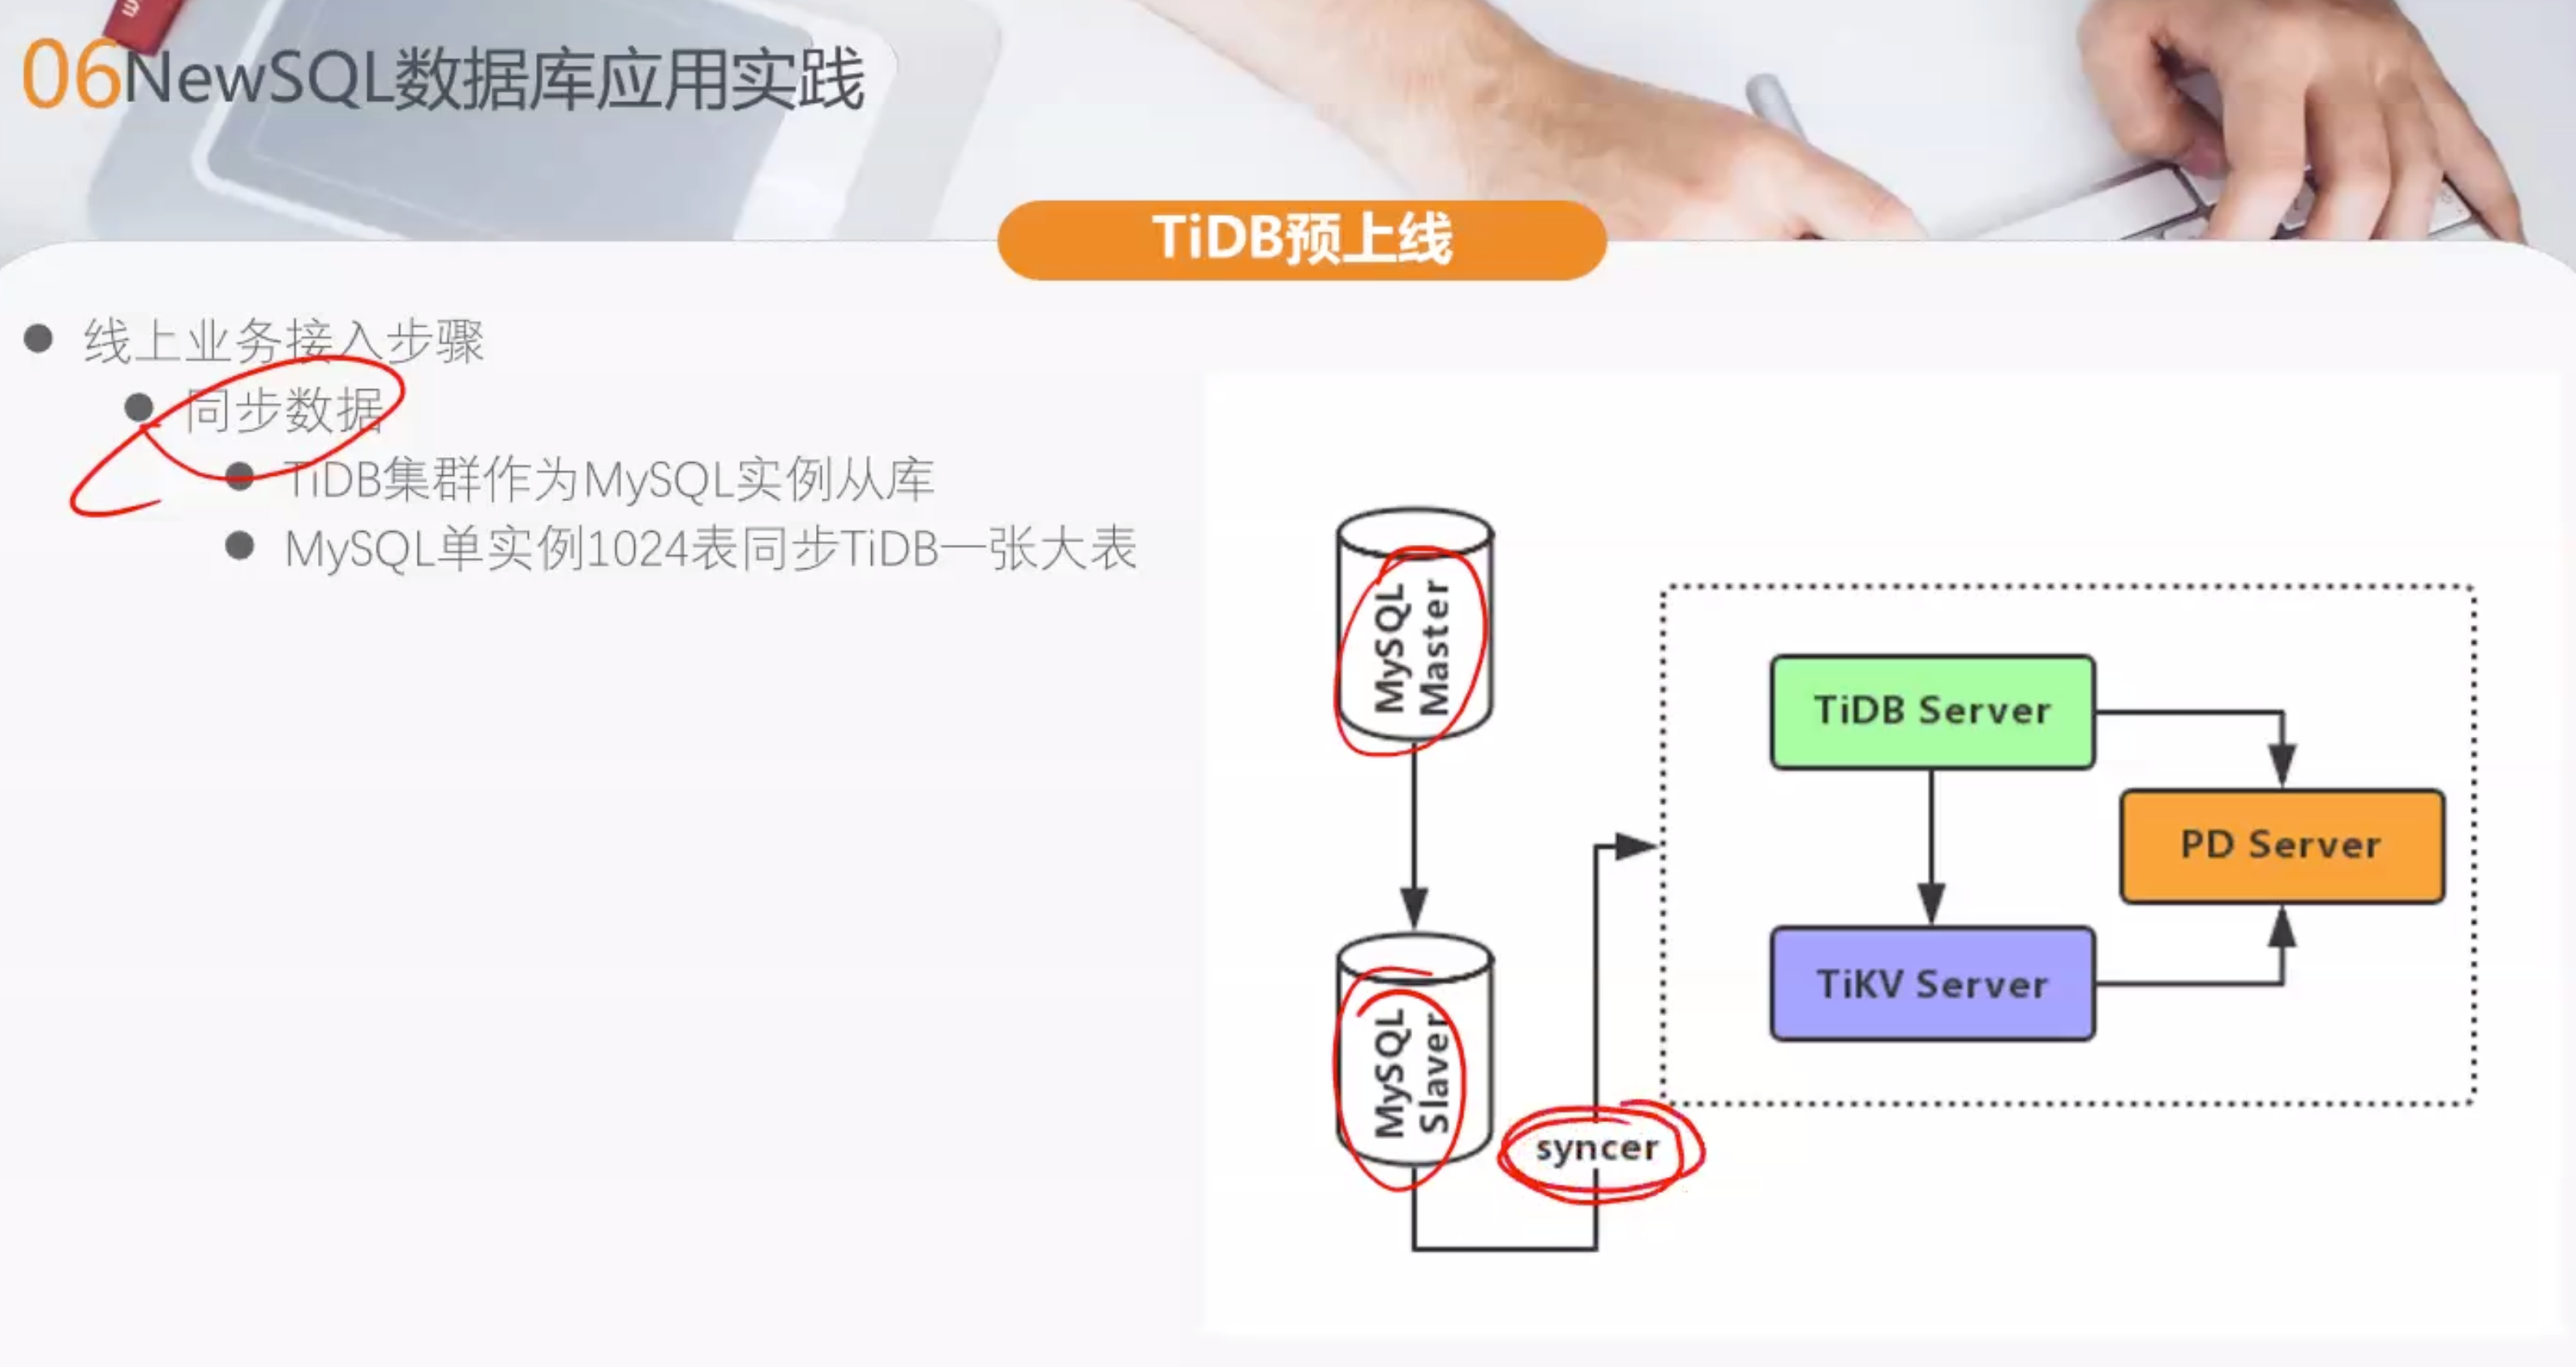 06NewSQL数据库应用实践
TiDB预上线
线上业务接入步骤
同步数据
TiDB集群作为MySQL实例从库
MySQL单实例1024表同步TiDB一张大表
MySQL
Master
TiDB Server
PD Server
TiKV Server
MySQL
Slaver
syncer